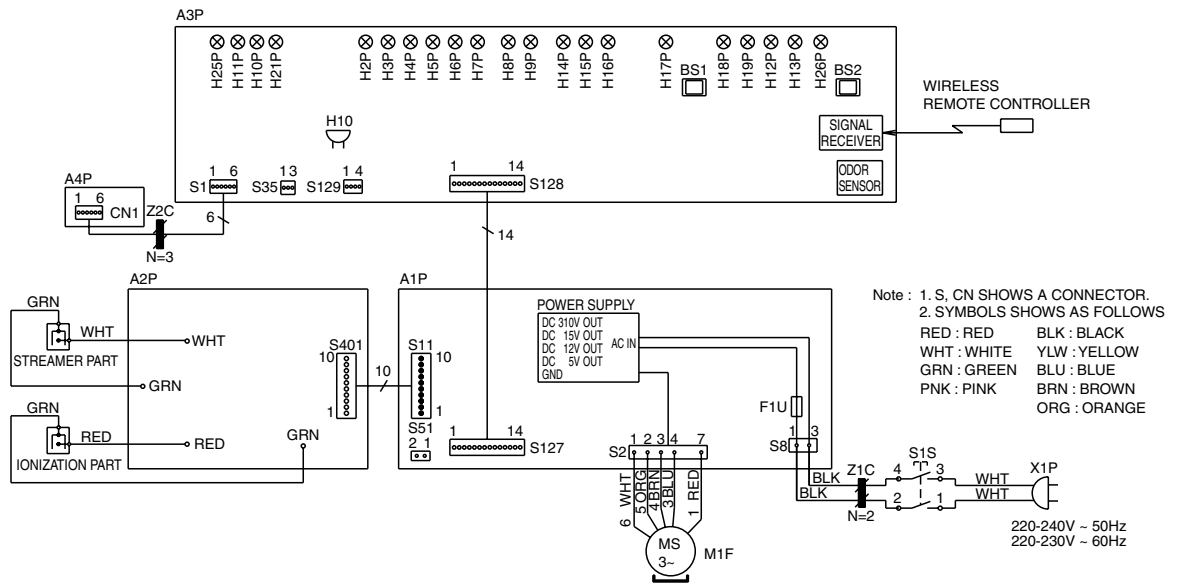 A3P
H25P
H11P
H10P
H21P
H2P
H3P
H4P
H5P
H6P
H7P
H8P
H9P
H14P
H15P
H16P
H17P
BS1
H18P
H19P
H12P
H13P
H26P
BS2
WIRELESS
REMOTE CONTROLLER
H10
SIGNAL
RECEIVER
ODOR
SENSOR
S1
1 6
S35
1 3
S129
1 4
1 14
S128
A4P
1 6
CN1
Z2C
N=3
6
14
A2P
GRN
WHT
STREAMER PART
WHT
GRN
GRN
RED
IONIZATION PART
RED
GRN
S401
10
1
10
A1P
S11
10
1
S51
2 1
1 14
S127
POWER SUPPLY
DC 310V OUT
DC 15V OUT
DC 12V OUT
DC 5V OUT
GND
AC IN
F1U
1 3
S8
S2
1 2 3 4 7
6 WHT
5 ORG
4 BRN
3 BLU
1 RED
MS
3~
M1F
BLK
BLK
Z1C
N=2
S1S
4 3
2 1
WHT
WHT
X1P
220-240V ~ 50Hz
220-230V ~ 60Hz
Note : 1. S, CN SHOWS A CONNECTOR.
2. SYMBOLS SHOWS AS FOLLOWS
RED : RED BLK : BLACK
WHT : WHITE YLW : YELLOW
GRN : GREEN BLU : BLUE
PNK : PINK BRN : BROWN
ORG : ORANGE